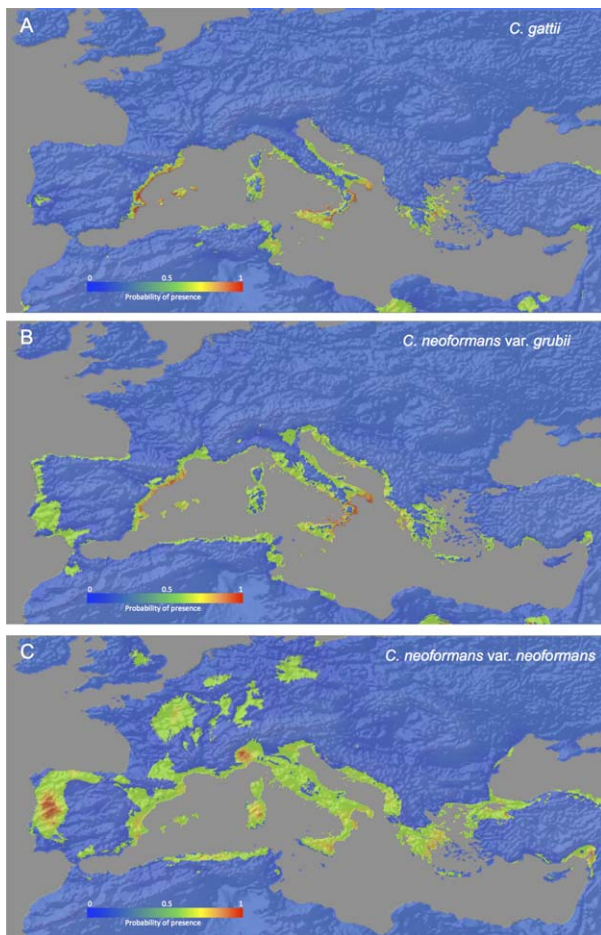 A
C. gattii
0 0.5 1
Probability of presence
B
C. neoformans var. grubii
0 0.5 1
Probability of presence
C
C. neoformans var. neoformans
0 0.5 1
Probability of presence